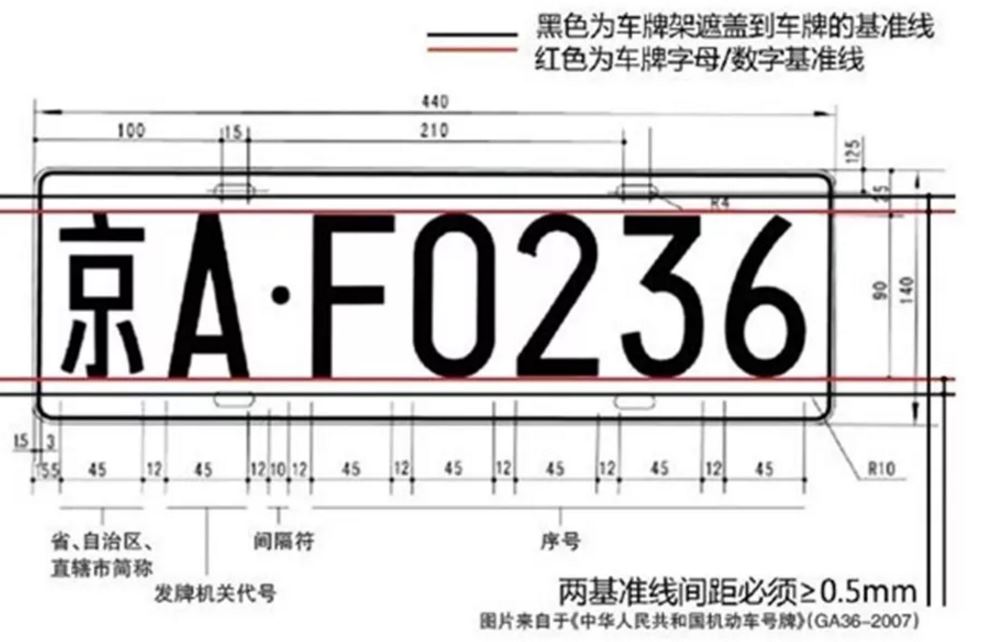 黑色为车牌架遮盖到车牌的基准线
红色为车牌字母/数字基准线
440
100 15 210
125
25
R4
京A·F0236
90
140
15 3
155 45 12 45 12 10 12 45 12 45 12 45 12 45 12 45
R10
省、自治区、
直辖市简称
发牌机关代号
间隔符
序号
两基准线间距必须≥0.5mm
图片来自于《中华人民共和国机动车号牌》(GA36-2007)